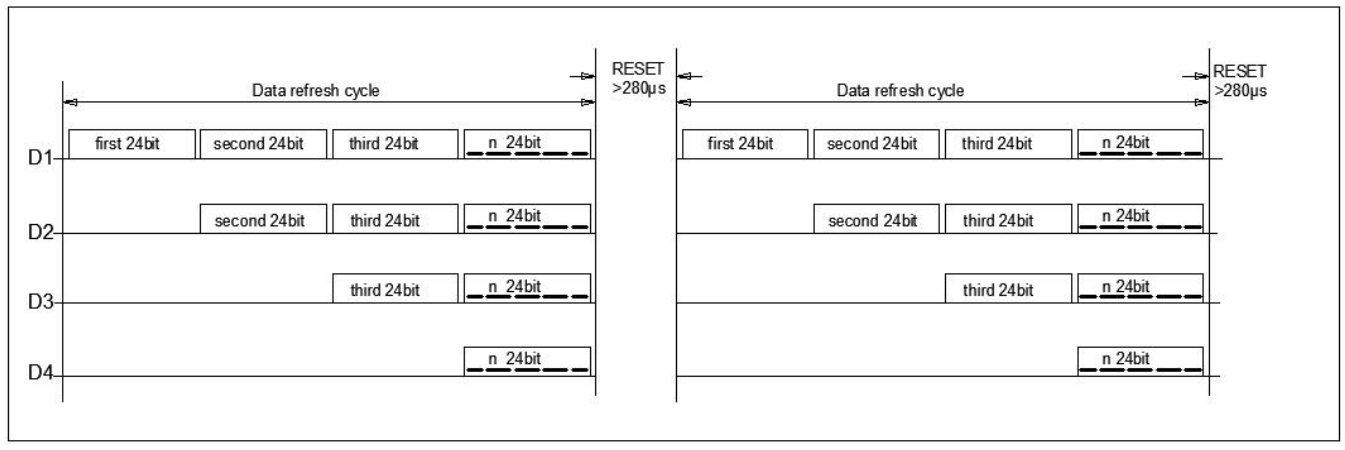 RESET
>280µs
RESET
>280µs
Data refresh cycle
Data refresh cycle
D1 first 24bit second 24bit third 24bit n 24bit first 24bit second 24bit third 24bit n 24bit
D2 second 24bit third 24bit n 24bit second 24bit third 24bit n 24bit
D3 third 24bit n 24bit third 24bit n 24bit
D4 n 24bit n 24bit